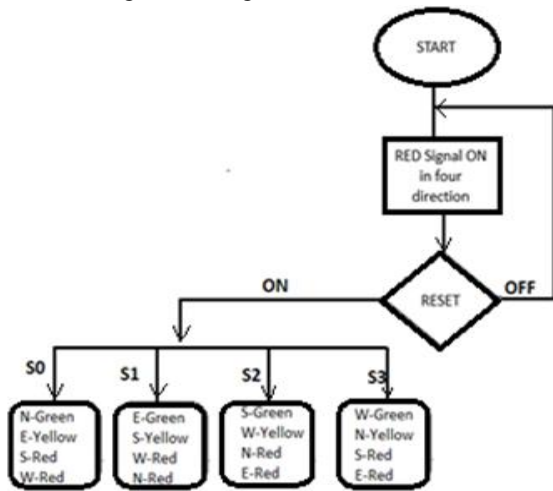 START
RED Signal ON
in four
direction
RESET
OFF
ON
S0
S1
S2
S3
N-Green
E-Yellow
S-Red
W-Red
E-Green
S-Yellow
W-Red
N-Red
S-Green
W-Yellow
N-Red
E-Red
W-Green
N-Yellow
S-Red
E-Red